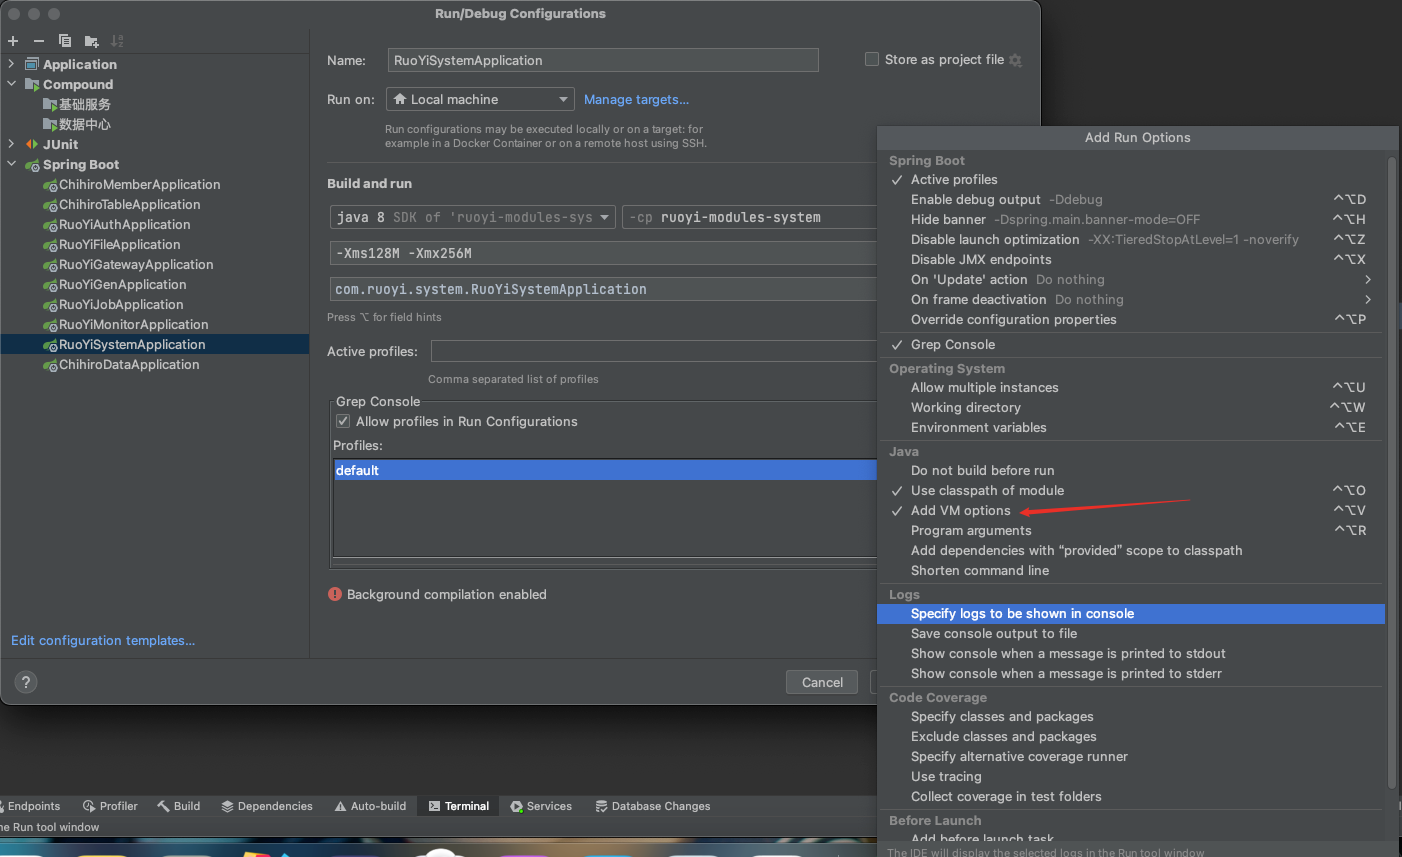 Run/Debug Configurations
Application
Compound
基础服务
数据中心
JUnit
Spring Boot
ChihiroMemberApplication
ChihiroTableApplication
RuoYiAuthApplication
RuoYiFileApplication
RuoYiGatewayApplication
RuoYiGenApplication
RuoYiJobApplication
RuoYiMonitorApplication
RuoYiSystemApplication
ChihiroDataApplication
Edit configuration templates...
?
Name: RuoYiSystemApplication
Store as project file
Run on: Local machine Manage targets...
Run configurations may be executed locally or on a target: for
example in a Docker Container or on a remote host using SSH.
Build and run
java 8 SDK of 'ruoyi-modules-sys -cp ruoyi-modules-system
-Xms128M -Xmx256M
com.ruoyi.system.RuoYiSystemApplication
Press ⌥ for field hints
Active profiles:
Comma separated list of profiles
Grep Console
Allow profiles in Run Configurations
Profiles:
default
Background compilation enabled
Cancel
Add Run Options
Spring Boot
Active profiles
Enable debug output -Ddebug ^⌥D
Hide banner -Dspring.main.banner-mode=OFF ^⌥H
Disable launch optimization -XX:TieredStopAtLevel=1 -noverify ^⌥Z
Disable JMX endpoints ^⌥X
On 'Update' action Do nothing
On frame deactivation Do nothing
Override configuration properties ^⌥P
Grep Console
Operating System
Allow multiple instances ^⌥U
Working directory ^⌥W
Environment variables ^⌥E
Java
Do not build before run
Use classpath of module ^⌥O
Add VM options ^⌥V
Program arguments ^⌥R
Add dependencies with “provided” scope to classpath
Shorten command line
Logs
Specify logs to be shown in console
Save console output to file
Show console when a message is printed to stdout
Show console when a message is printed to stderr
Code Coverage
Specify classes and packages
Exclude classes and packages
Specify alternative coverage runner
Use tracing
Collect coverage in test folders
Before Launch
Add before launch task
The IDE will display the selected logs in the Run tool window
Endpoints Profiler Build Dependencies Auto-build Terminal Services Database Changes
he Run tool window